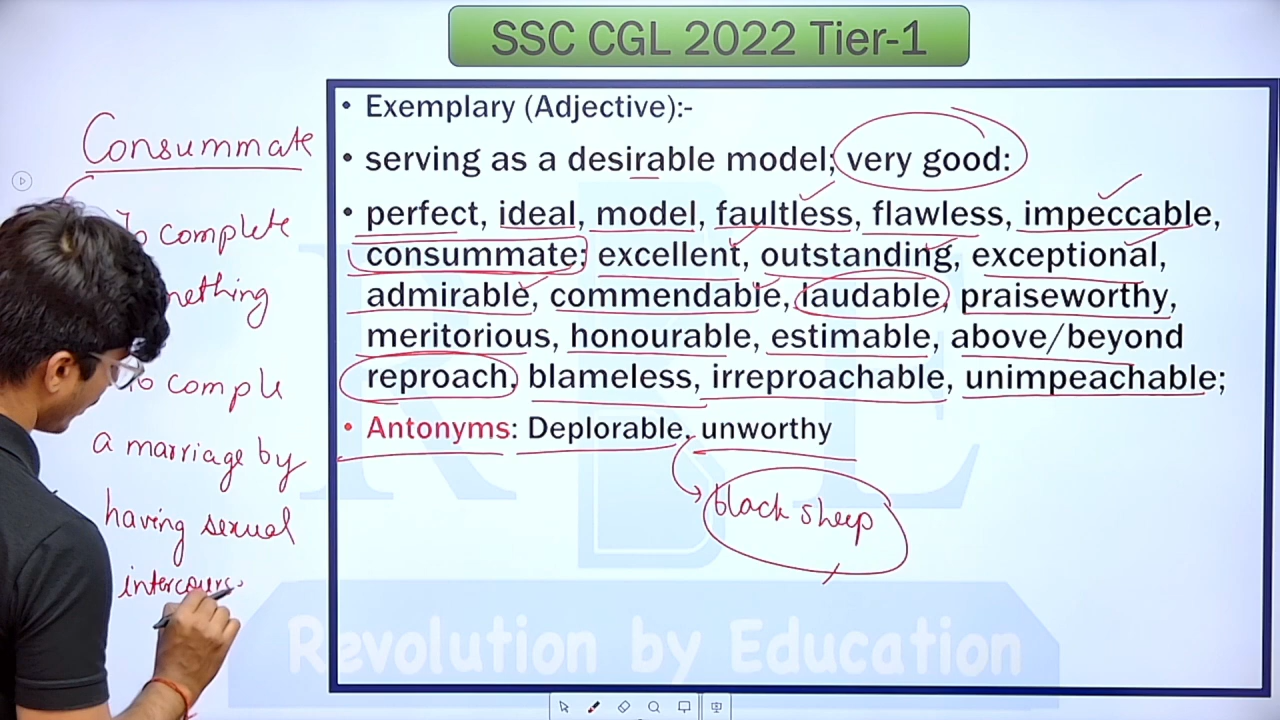 SSC CGL 2022 Tier-1
• Exemplary (Adjective):-
• serving as a desirable model; very good:
• perfect, ideal, model, faultless, flawless, impeccable,
consummate; excellent, outstanding, exceptional,
admirable, commendable, laudable, praiseworthy,
meritorious, honourable, estimable, above/beyond
reproach, blameless, irreproachable, unimpeachable;
• Antonyms: Deplorable, unworthy
black sheep
Consummate
complete
a marriage by
having sexual
RBE
Revolution by Education